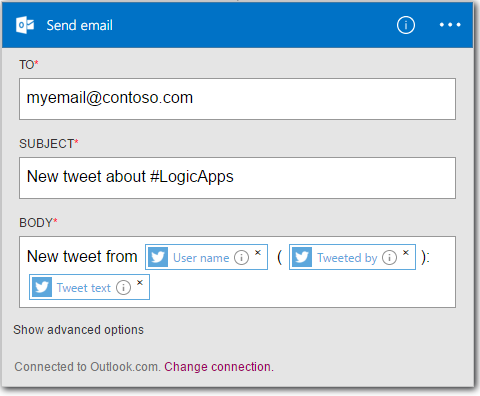 Send email
TO*
myemail@contoso.com
SUBJECT*
New tweet about #LogicApps
BODY*
New tweet from User name ( Tweeted by ):
Tweet text
Show advanced options
Connected to Outlook.com. Change connection.